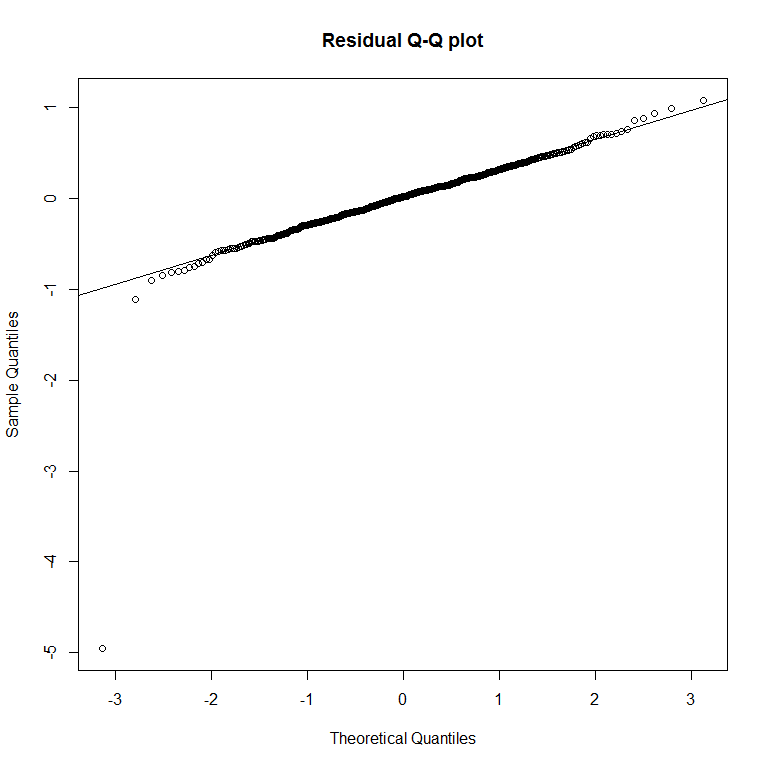 Residual Q-Q plot
Sample Quantiles
1
0
-1
-2
-3
-4
-5
-3 -2 -1 0 1 2 3
Theoretical Quantiles